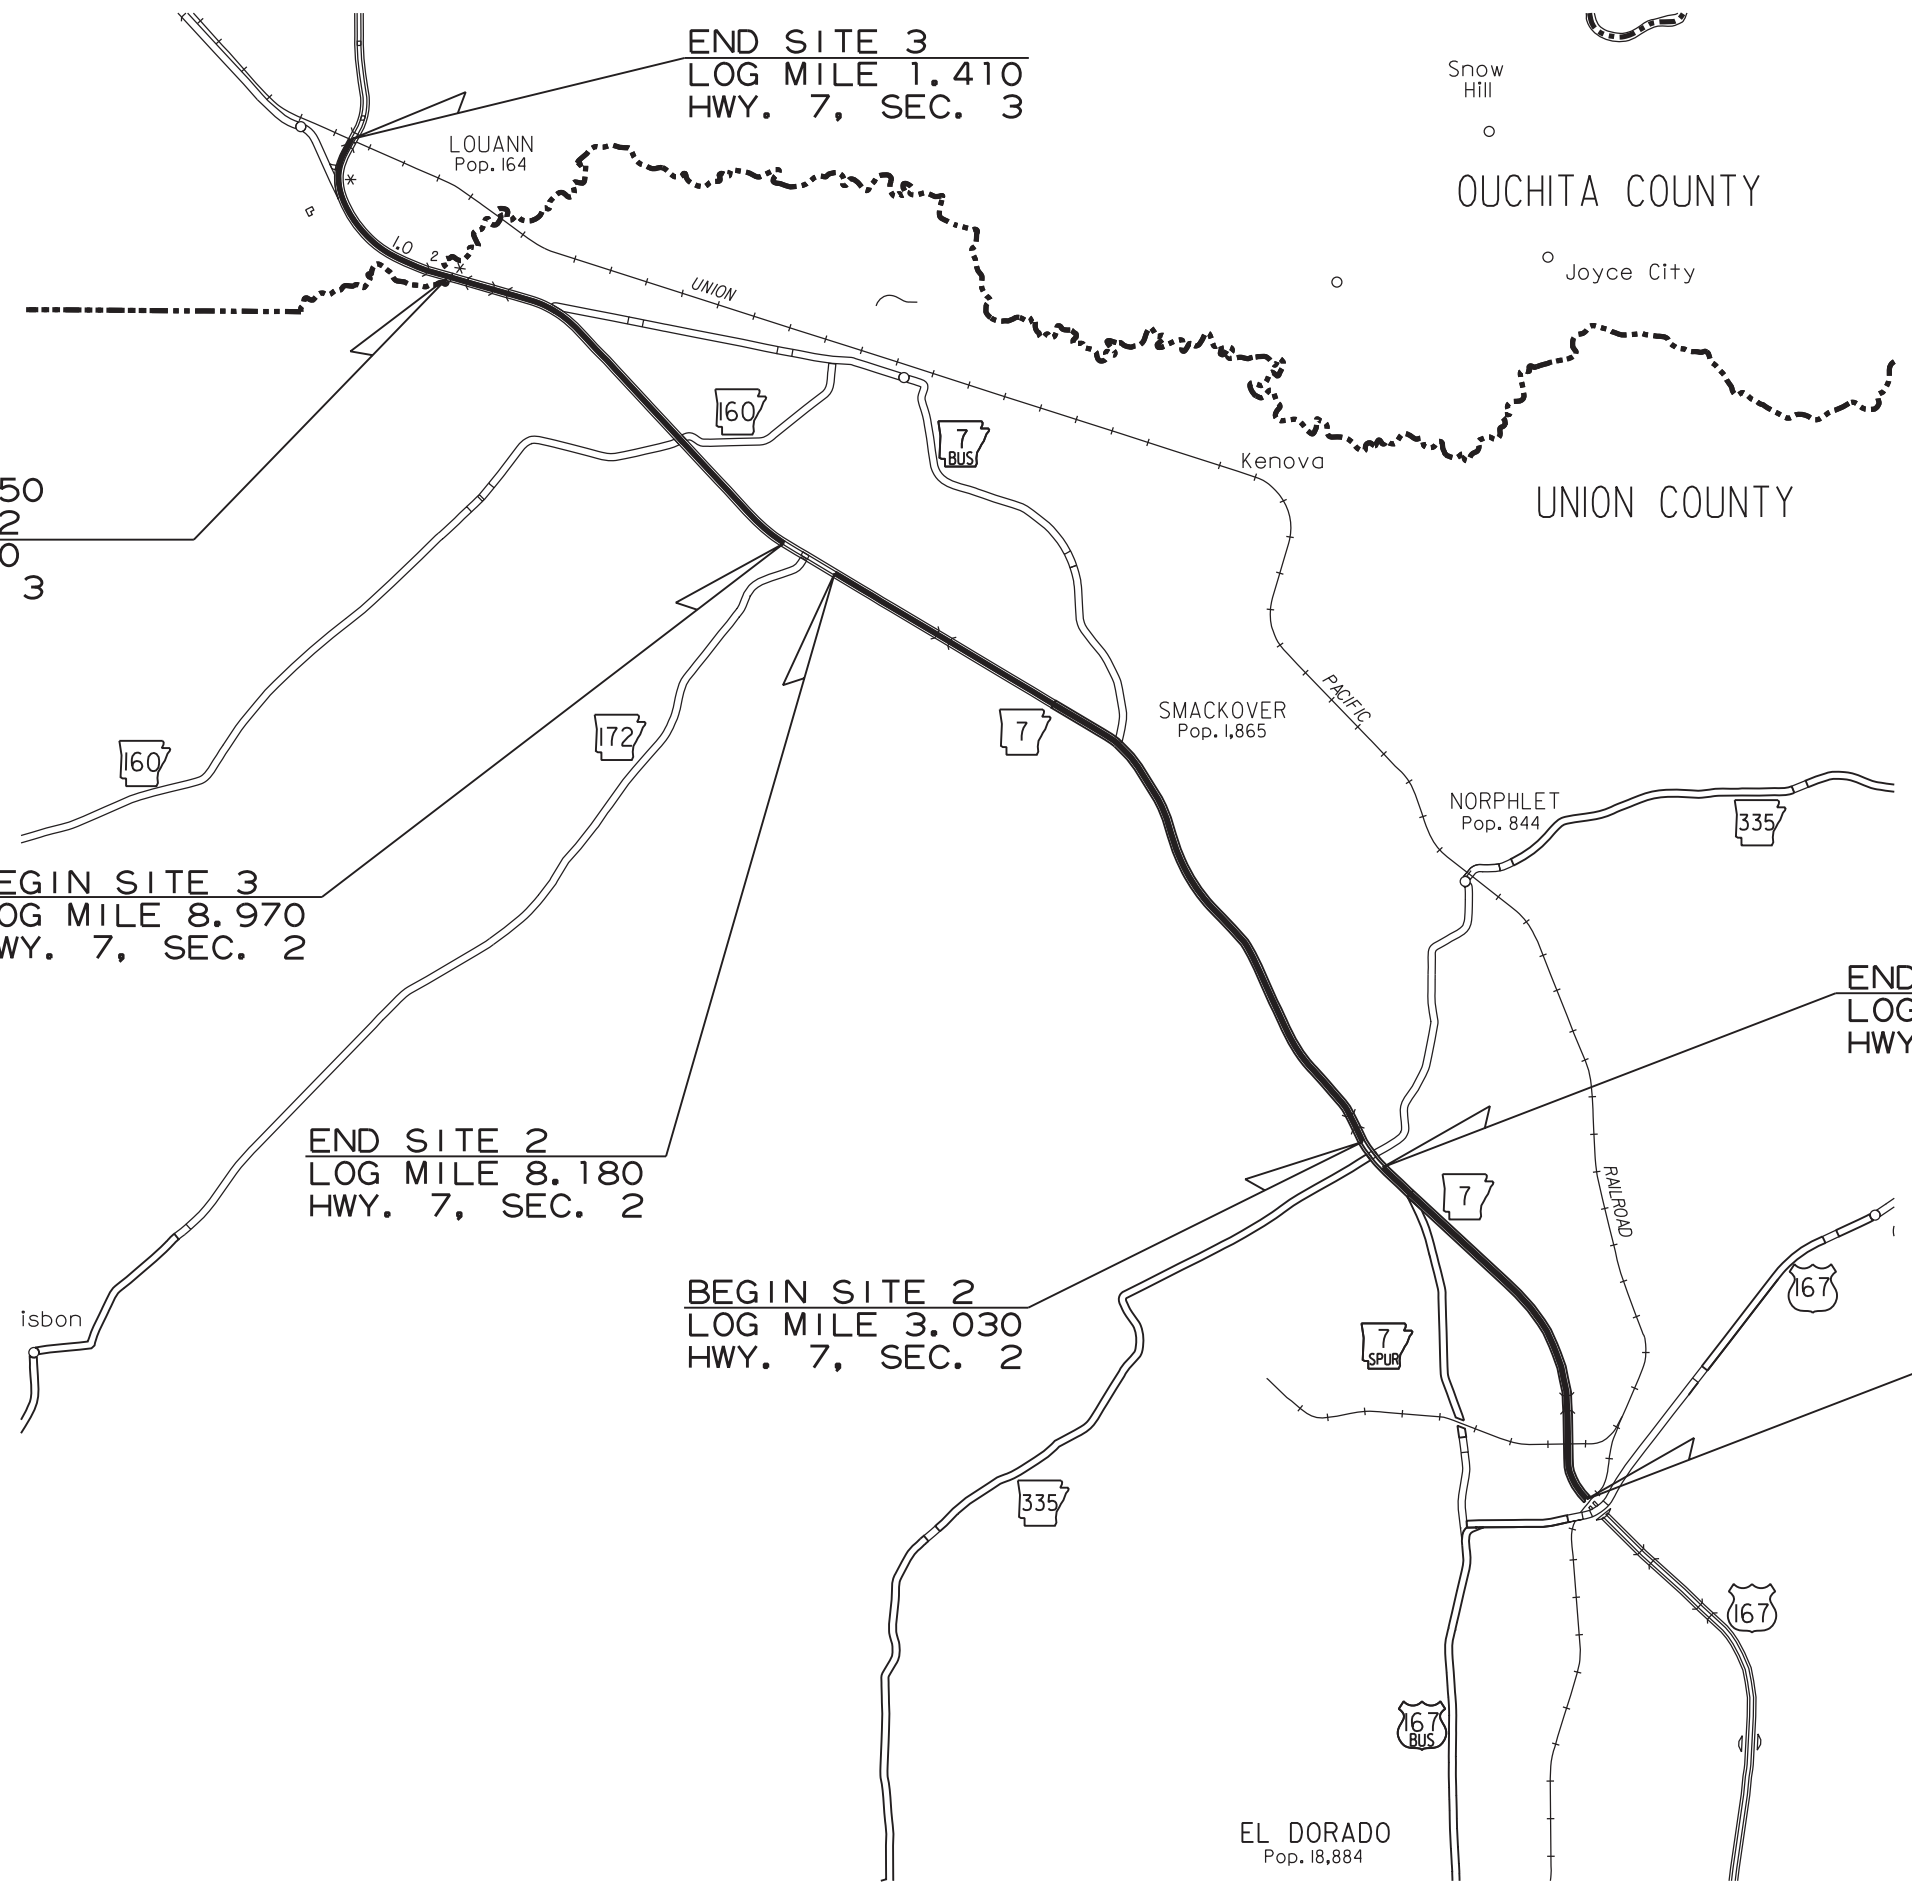 END SITE 3
LOG MILE 1.410
HWY. 7, SEC. 3
Snow
Hill
LOUANN
Pop. 164
OUCHITA COUNTY
1.0
2
Joyce City
UNION
160
7
BUS
Kenova
UNION COUNTY
50
2
0
3
160
172
7
SMACKOVER
Pop. 1,865
PACIFIC
NORPHLET
Pop. 844
335
EGIN SITE 3
OG MILE 8.970
WY. 7, SEC. 2
END
LOG
HWY
END SITE 2
LOG MILE 8.180
HWY. 7, SEC. 2
7
RAILROAD
BEGIN SITE 2
LOG MILE 3.030
HWY. 7, SEC. 2
167
isbon
7
SPUR
335
167
167
BUS
EL DORADO
Pop. 18,884